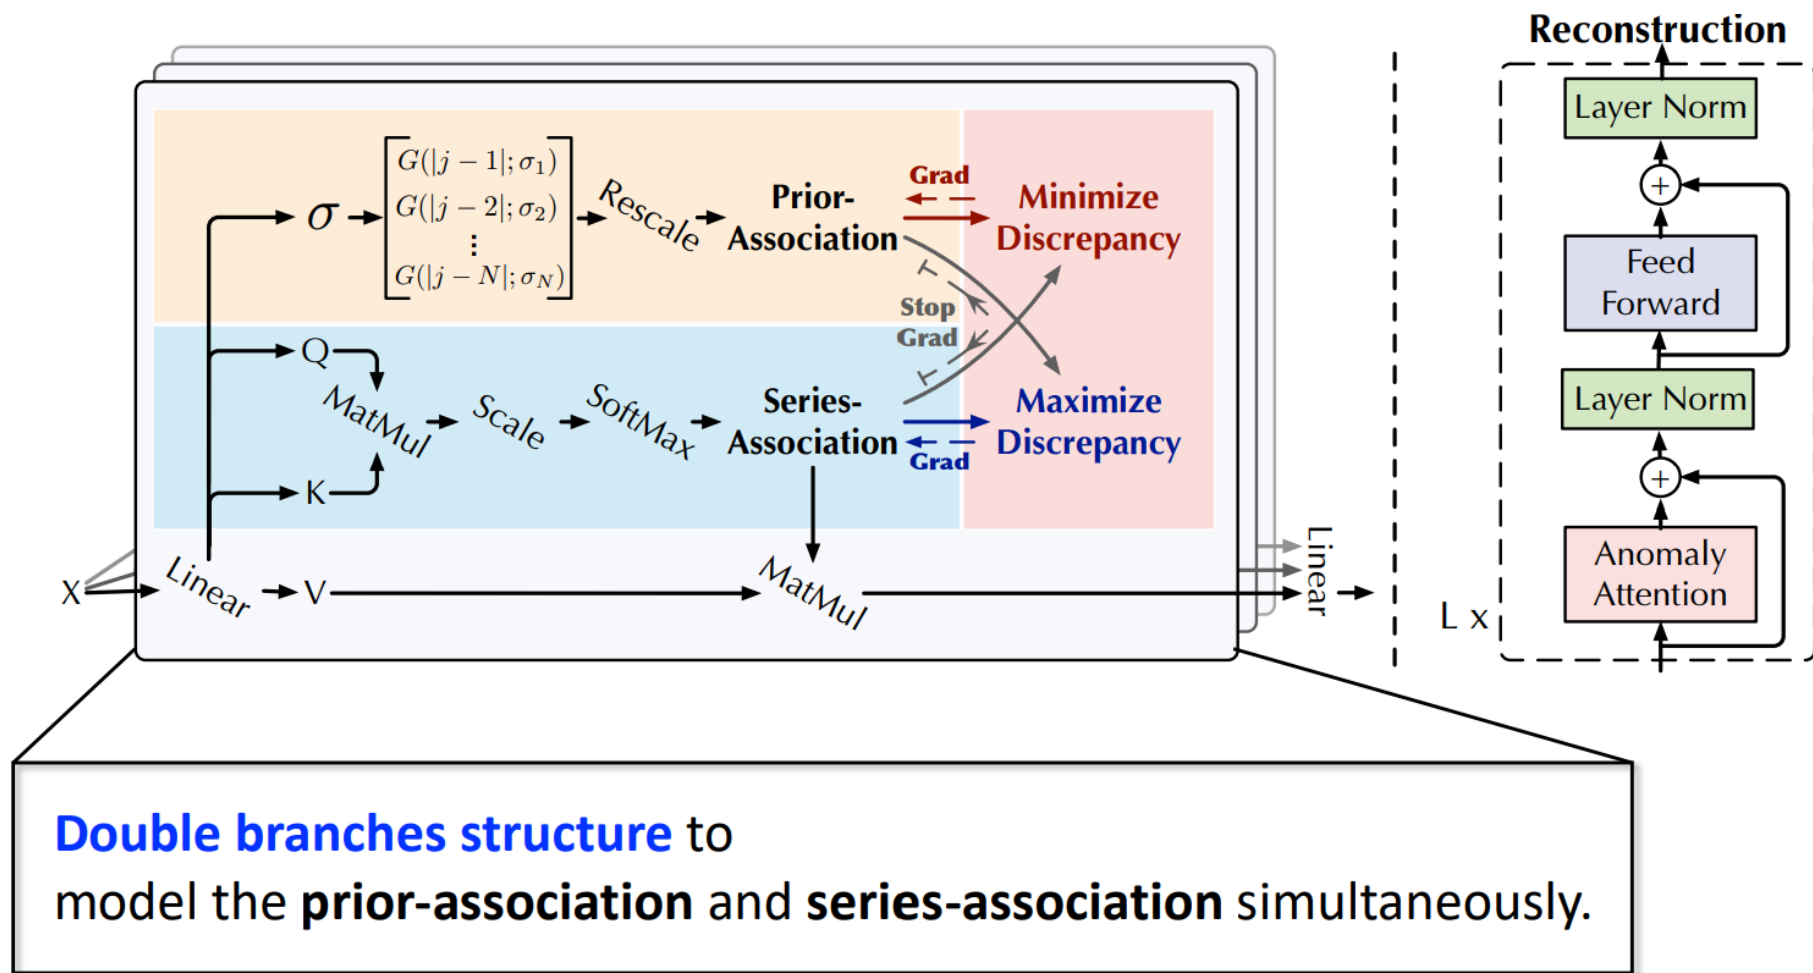 Reconstruction
Layer Norm
+
Feed
Forward
Layer Norm
+
Anomaly
Attention
L x
G(|j − 1|; σ₁)
G(|j − 2|; σ₂)
⋮
G(|j − N|; σ_N)
σ
Rescale
Prior-
Association
Grad
Minimize
Discrepancy
Stop
Grad
Q
MatMul
K
Scale
SoftMax
Series-
Association
Grad
Maximize
Discrepancy
X
Linear
V
MatMul
Linear
Double branches structure to
model the prior-association and series-association simultaneously.